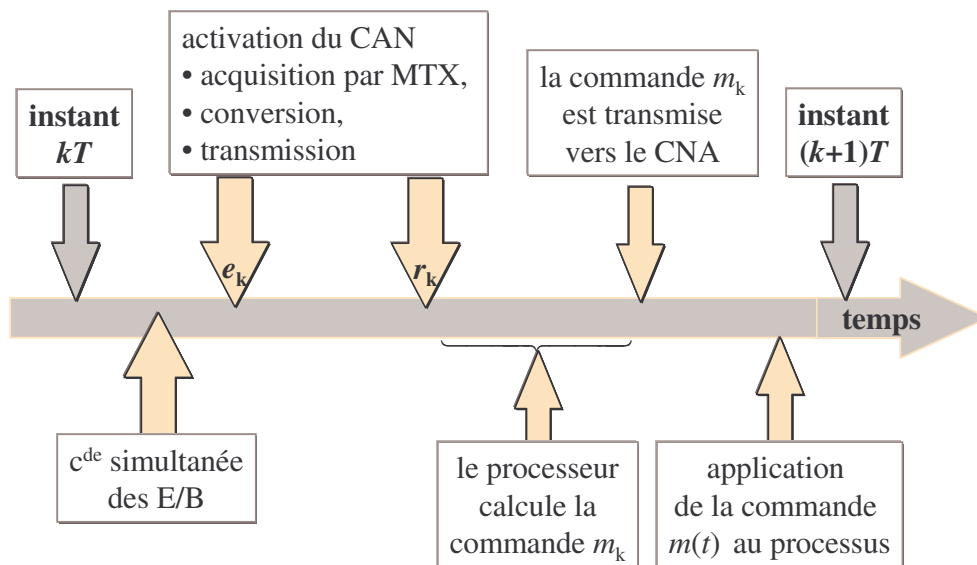 activation du CAN
• acquisition par MTX,
• conversion,
• transmission
instant
kT
la commande mk
est transmise
vers le CNA
instant
(k+1)T
ek
rk
temps
cde simultanée
des E/B
le processeur
calcule la
commande mk
application
de la commande
m(t) au processus